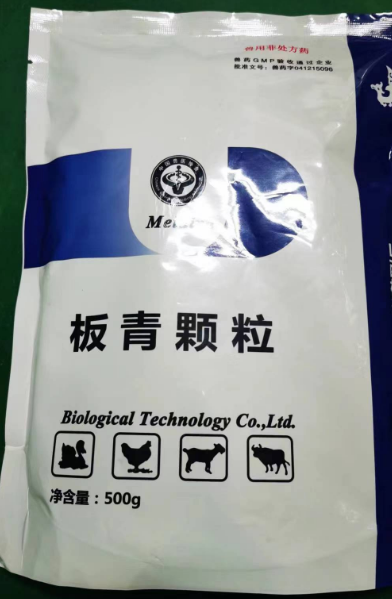 兽用非处方药
兽药GMP验收通过企业
批准文号：兽药字041215096
板青颗粒
Biological Technology Co.,Ltd.
净含量：500g